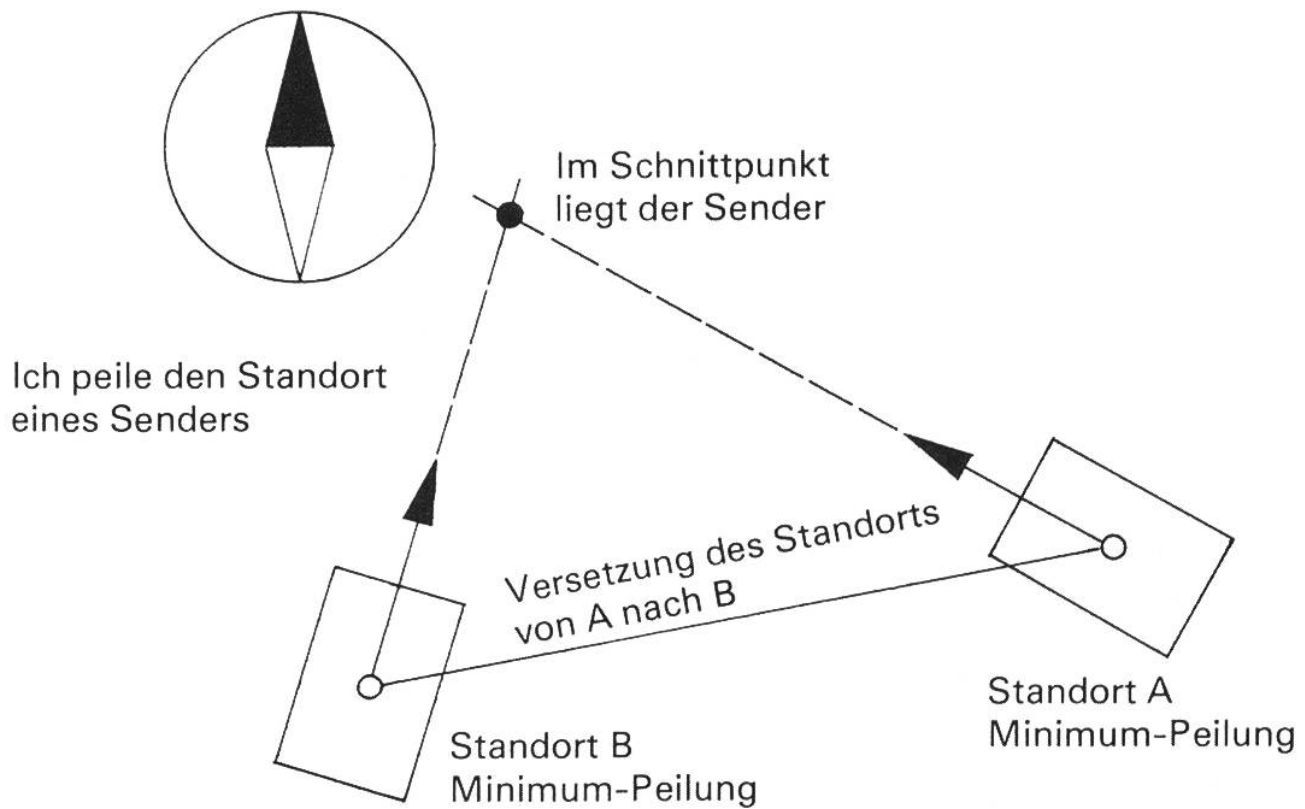 Im Schnittpunkt
liegt der Sender
Ich peile den Standort
eines Senders
Versetzung des Standorts
von A nach B
Standort A
Minimum-Peilung
Standort B
Minimum-Peilung